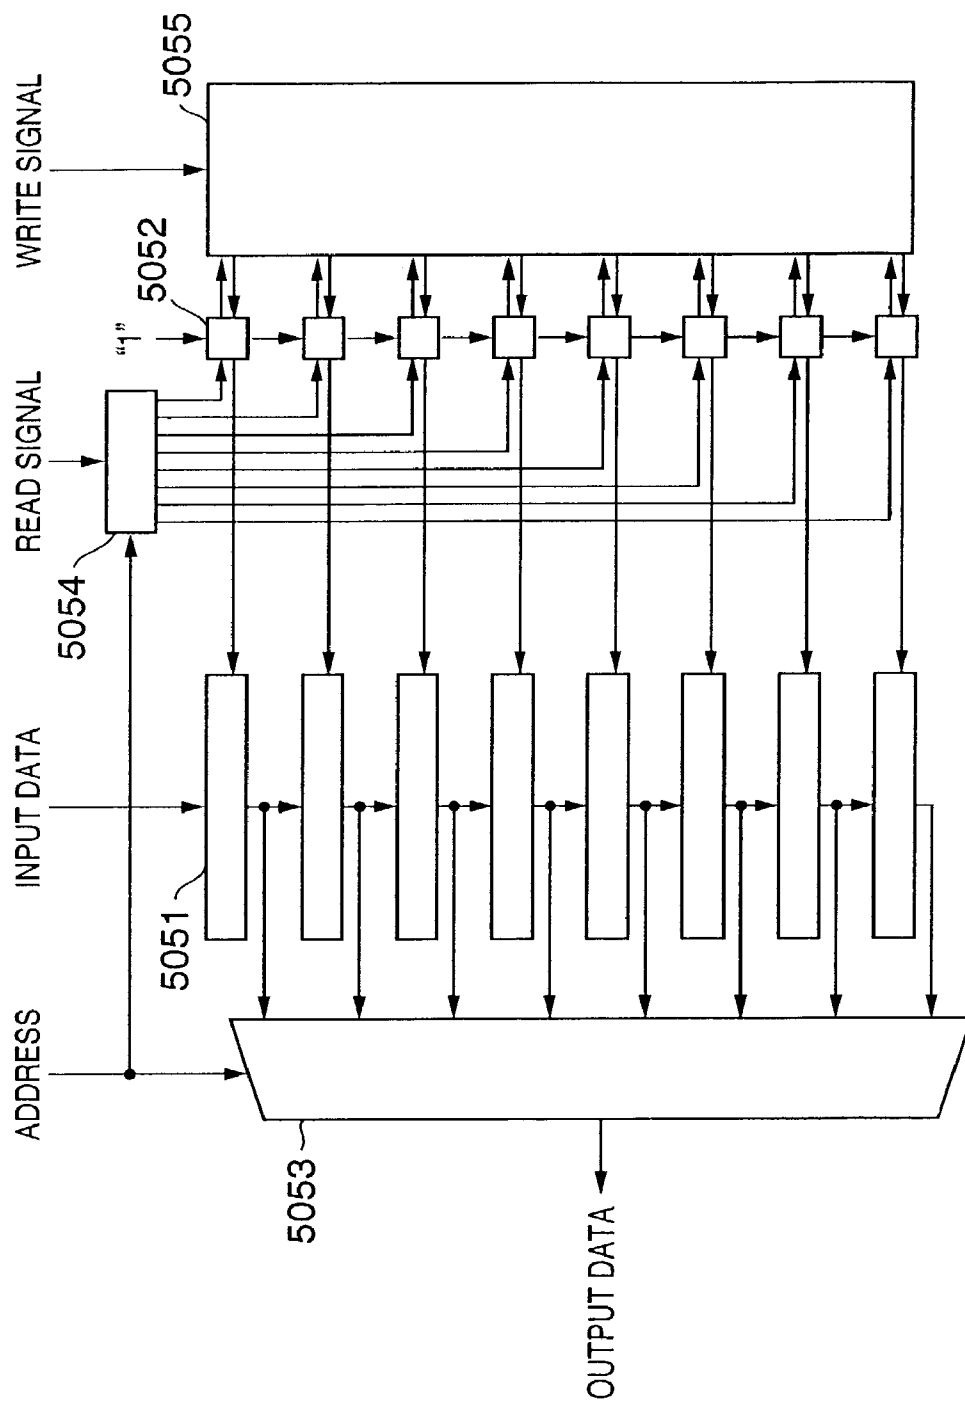 ADDRESS
INPUT DATA
READ SIGNAL
WRITE SIGNAL
"1"
5055
5052
5054
5051
5053
OUTPUT DATA